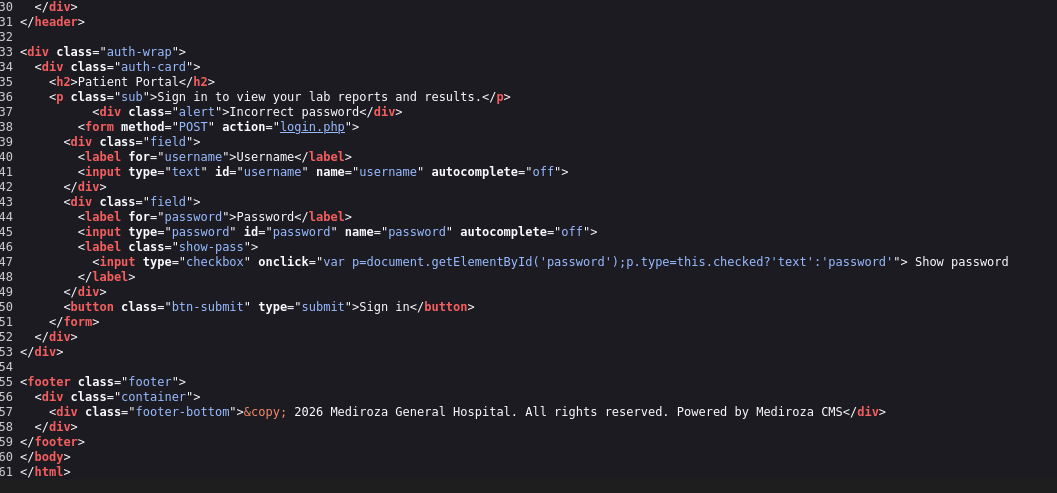 30   </div>
31 </header>
32
33 <div class="auth-wrap">
34   <div class="auth-card">
35     <h2>Patient Portal</h2>
36     <p class="sub">Sign in to view your lab reports and results.</p>
37           <div class="alert">Incorrect password</div>
38         <form method="POST" action="login.php">
39       <div class="field">
40         <label for="username">Username</label>
41         <input type="text" id="username" name="username" autocomplete="off">
42       </div>
43       <div class="field">
44         <label for="password">Password</label>
45         <input type="password" id="password" name="password" autocomplete="off">
46         <label class="show-pass">
47           <input type="checkbox" onclick="var p=document.getElementById('password');p.type=this.checked?'text':'password'"> Show password
48         </label>
49       </div>
50       <button class="btn-submit" type="submit">Sign in</button>
51     </form>
52   </div>
53 </div>
54
55 <footer class="footer">
56   <div class="container">
57     <div class="footer-bottom">&copy; 2026 Mediroza General Hospital. All rights reserved. Powered by Mediroza CMS</div>
58   </div>
59 </footer>
60 </body>
61 </html>